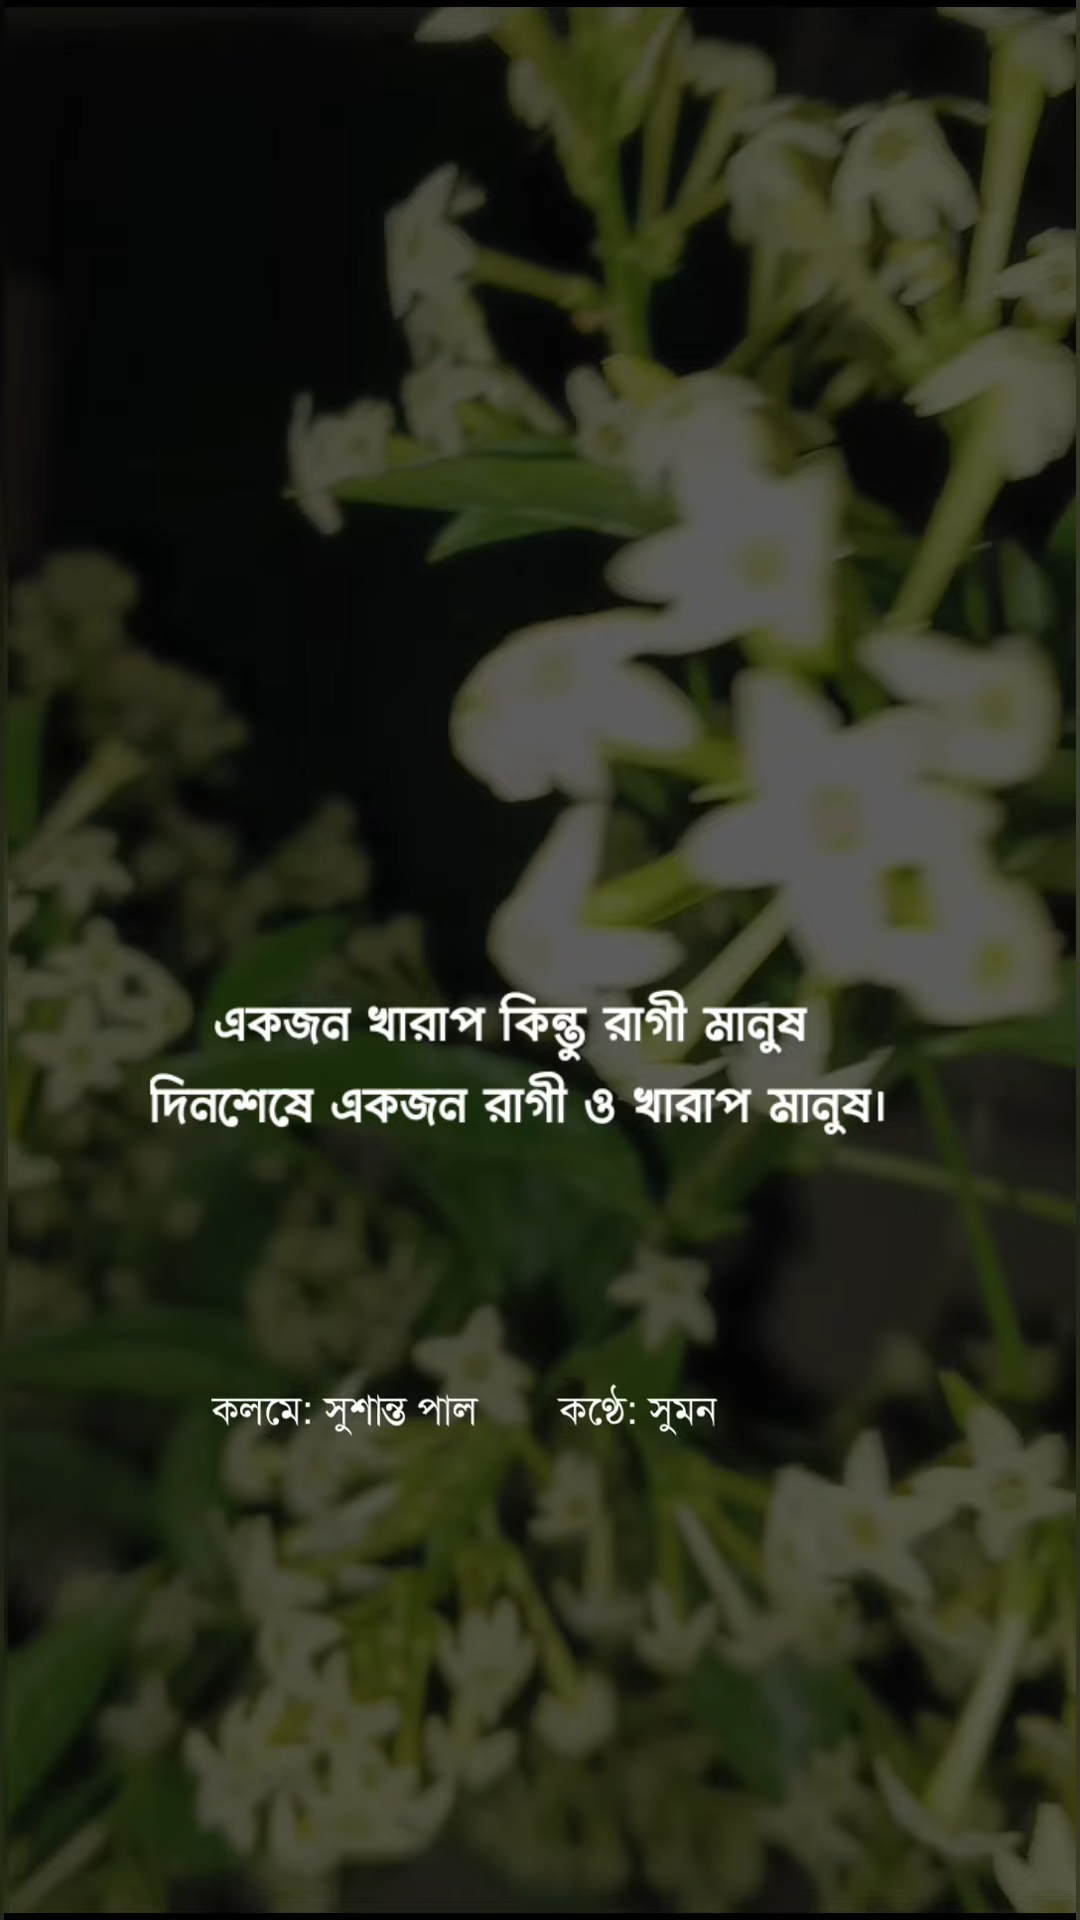 একজন খারাপ কিন্তু রাগী মানুষ
দিনশেষে একজন রাগী ও খারাপ মানুষ।
কলমে: সুশান্ত পাল কণ্ঠে: সুমন